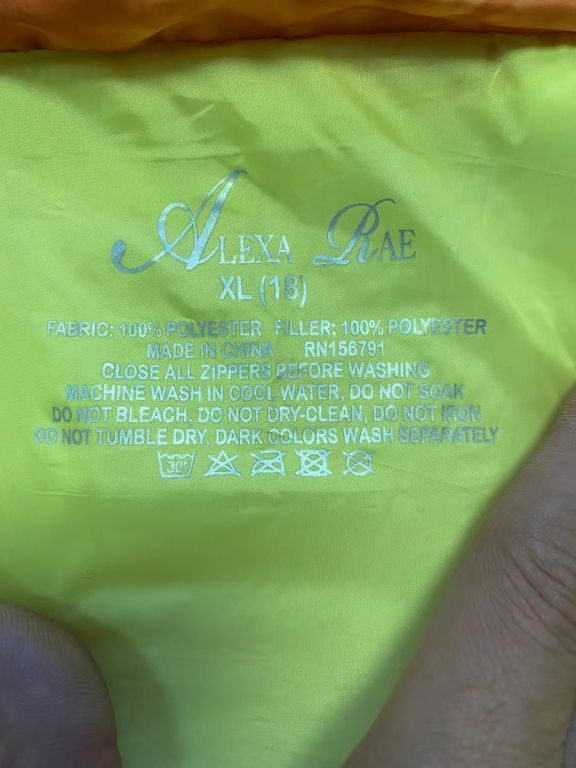 ALEXA RAE
XL (18)
FABRIC: 100% POLYESTER FILLER: 100% POLYESTER
MADE IN CHINA RN156791
CLOSE ALL ZIPPERS BEFORE WASHING
MACHINE WASH IN COOL WATER, DO NOT SOAK
DO NOT BLEACH, DO NOT DRY-CLEAN, DO NOT IRON
DO NOT TUMBLE DRY, DARK COLORS WASH SEPARATELY
30°